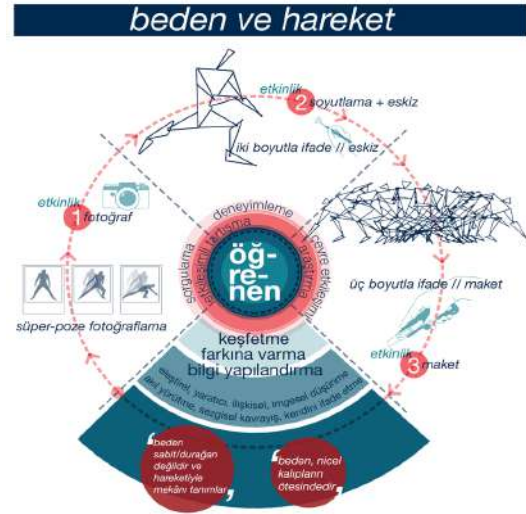 beden ve hareket
etkinlik
2 soyutlama + eskiz
iki boyutla ifade // eskiz
etkinlik
1 fotoğraf
süper-poze fotoğraflama
üç boyutla ifade // maket
etkinlik
3 maket
deneyimleme
sorgulama
etkileşimli tartışma
araştırma
çevre etkileşimi
öğ-
re-
nen
keşfetme
farkına varma
bilgi yapılandırma
eleştirel, yaratıcı, ilişkisel, imgesel düşünme
akıl yürütme, sezgisel kavrayış, kendini ifade etme
‘beden
sabit/durağan
değildir ve
hareketiyle
mekânı tanımlar’
‘beden, nicel
kalıpların
ötesindedir’